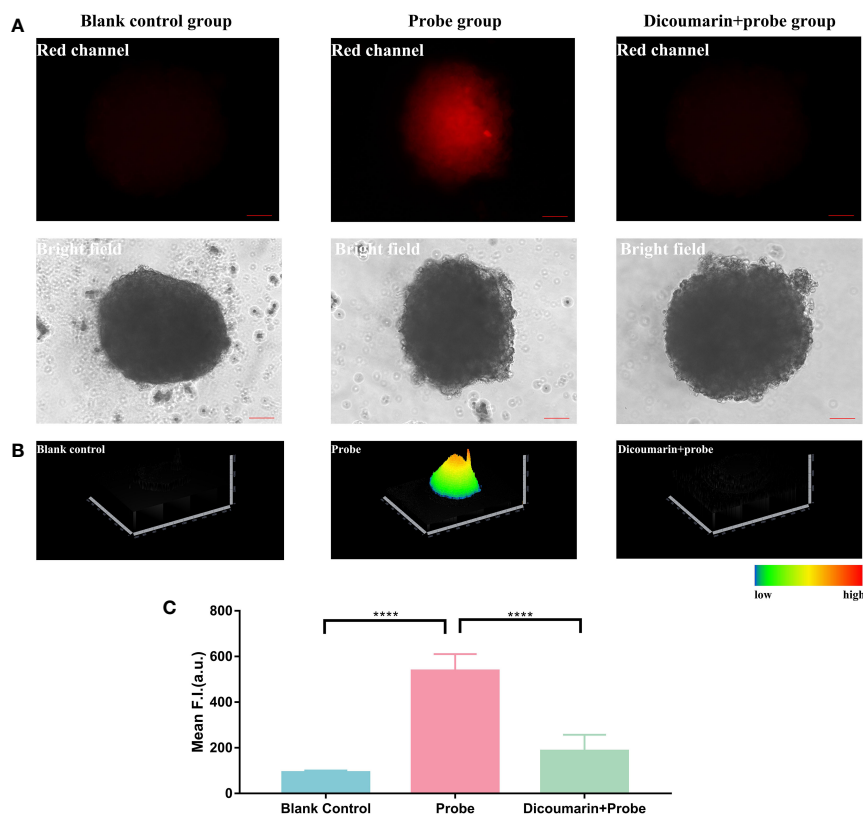 A
Blank control group
Probe group
Dicoumarin+probe group
Red channel
Red channel
Red channel
Bright field
Bright field
Bright field
B
Blank control
Probe
Dicoumarin+probe
low
high
C
****
****
Mean F.I.(a.u.)
800
600
400
200
0
Blank Control
Probe
Dicoumarin+Probe